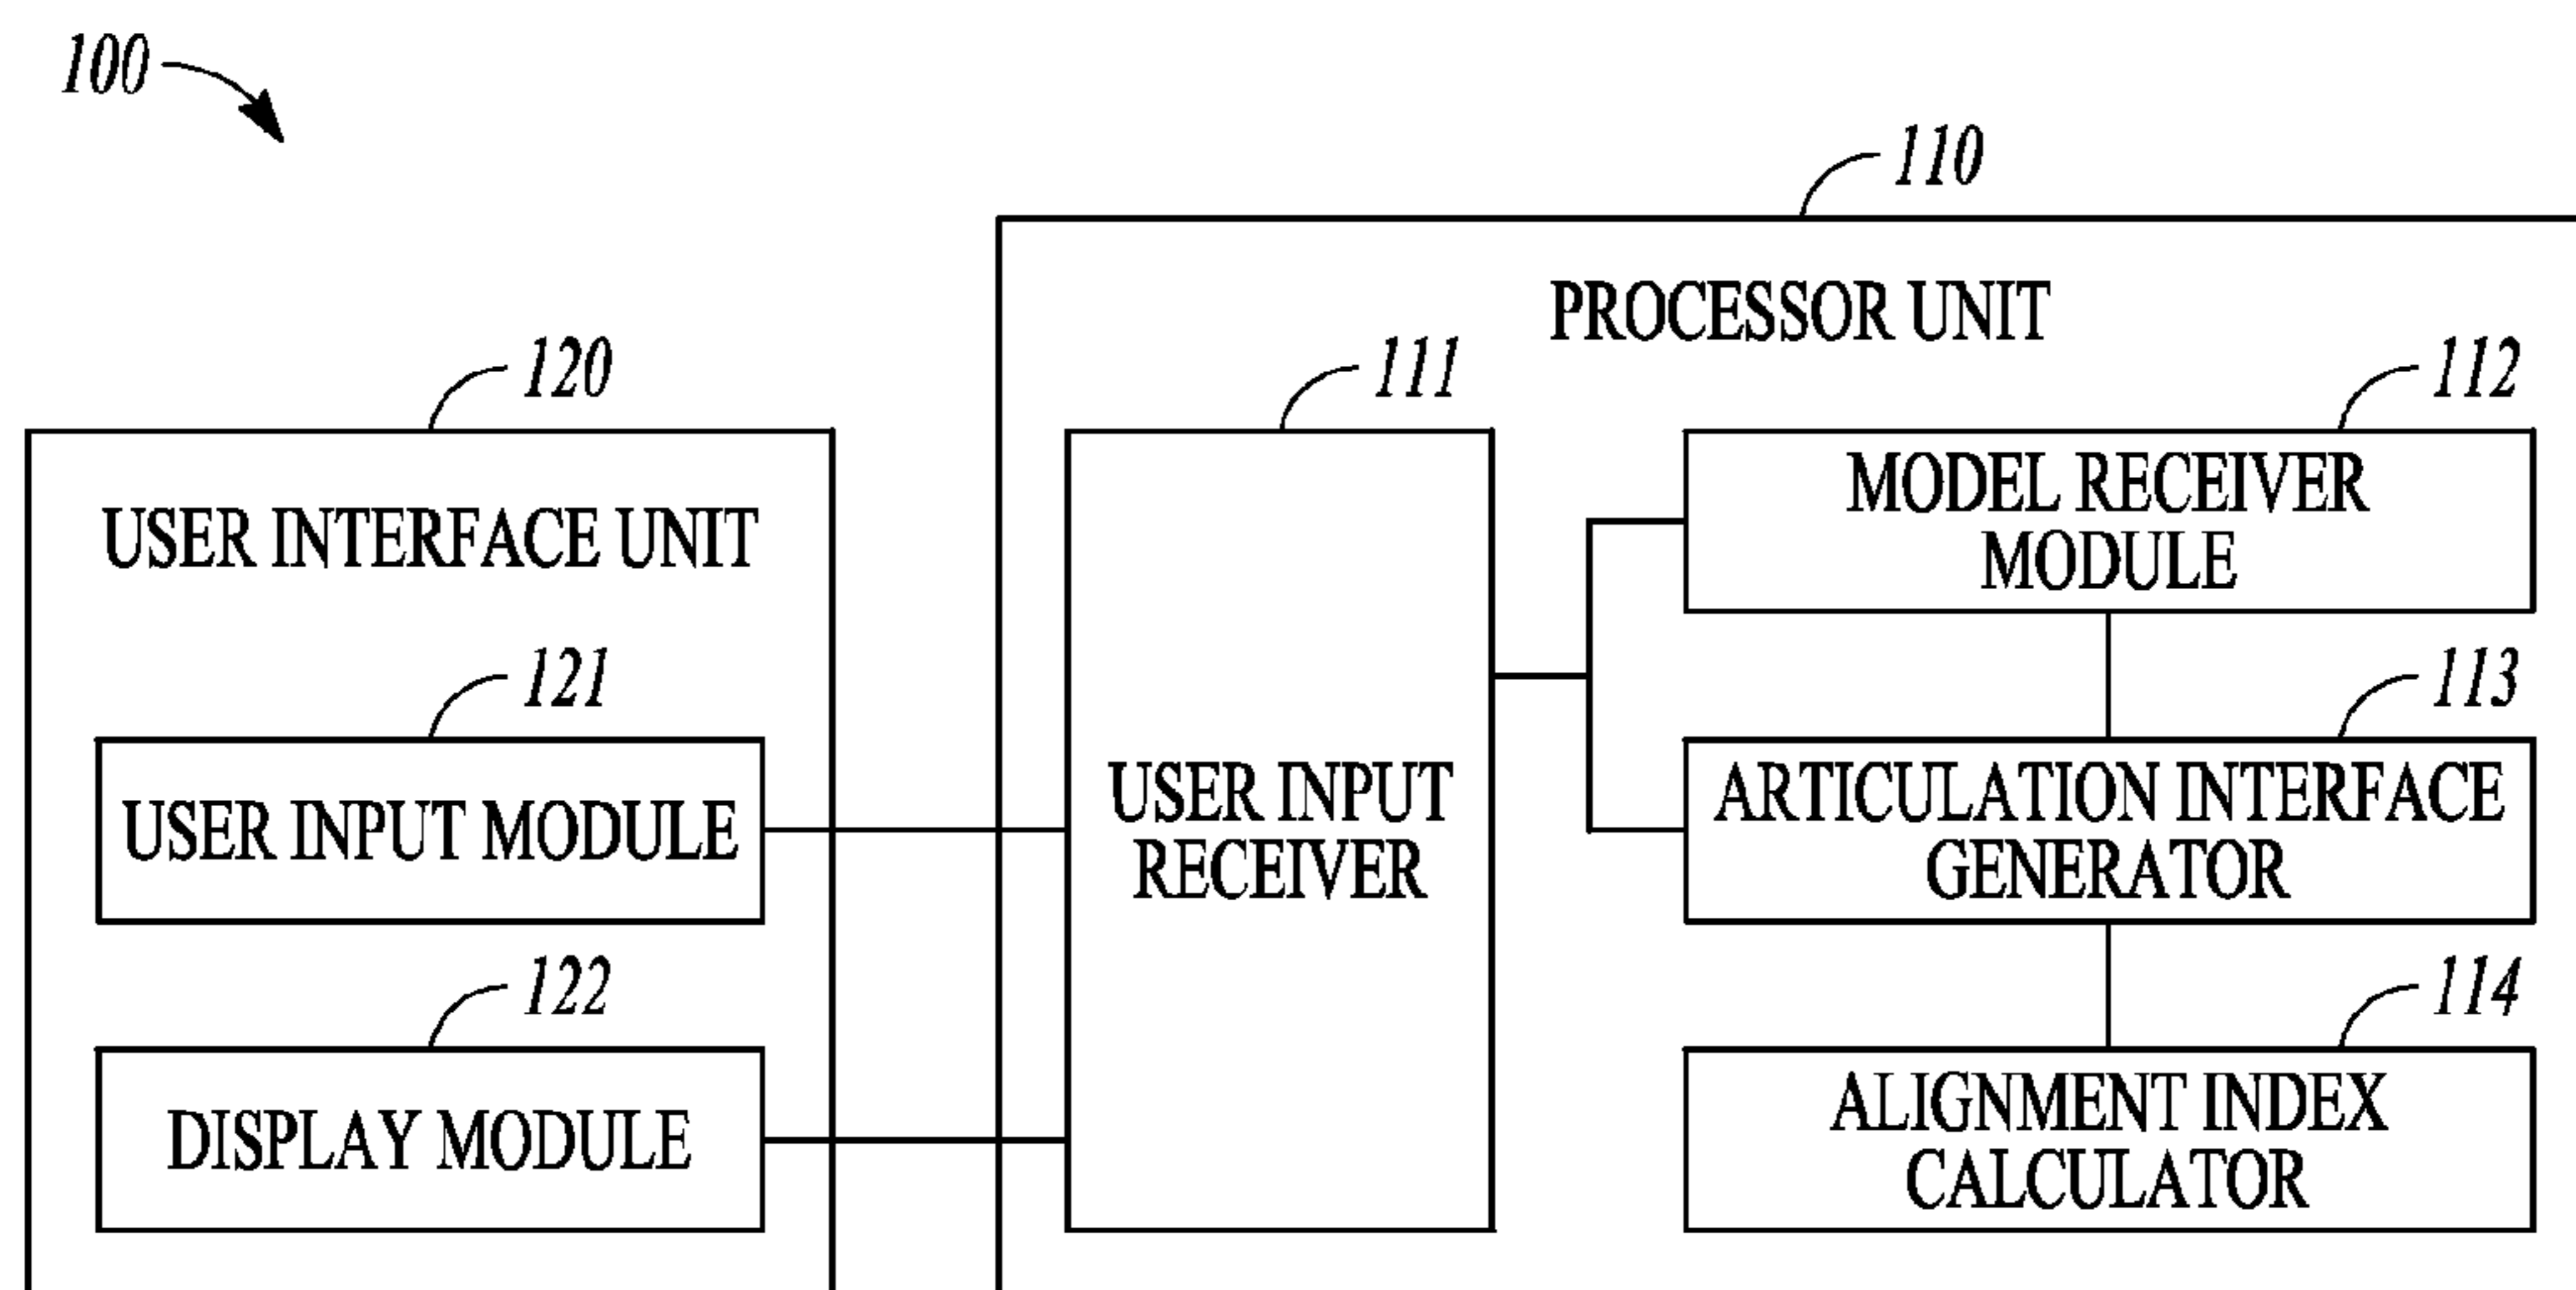 100
110
PROCESSOR UNIT
120
USER INTERFACE UNIT
121
USER INPUT MODULE
122
DISPLAY MODULE
111
USER INPUT
RECEIVER
112
MODEL RECEIVER
MODULE
113
ARTICULATION INTERFACE
GENERATOR
114
ALIGNMENT INDEX
CALCULATOR